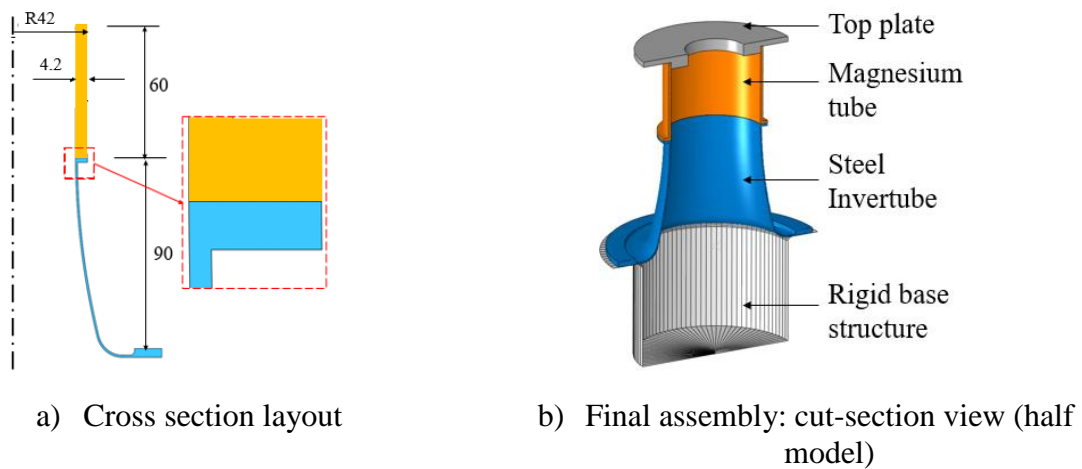 R42
4.2
60
90
Top plate
Magnesium
tube
Steel
Invertube
Rigid base
structure
a) Cross section layout
b) Final assembly: cut-section view (half
model)